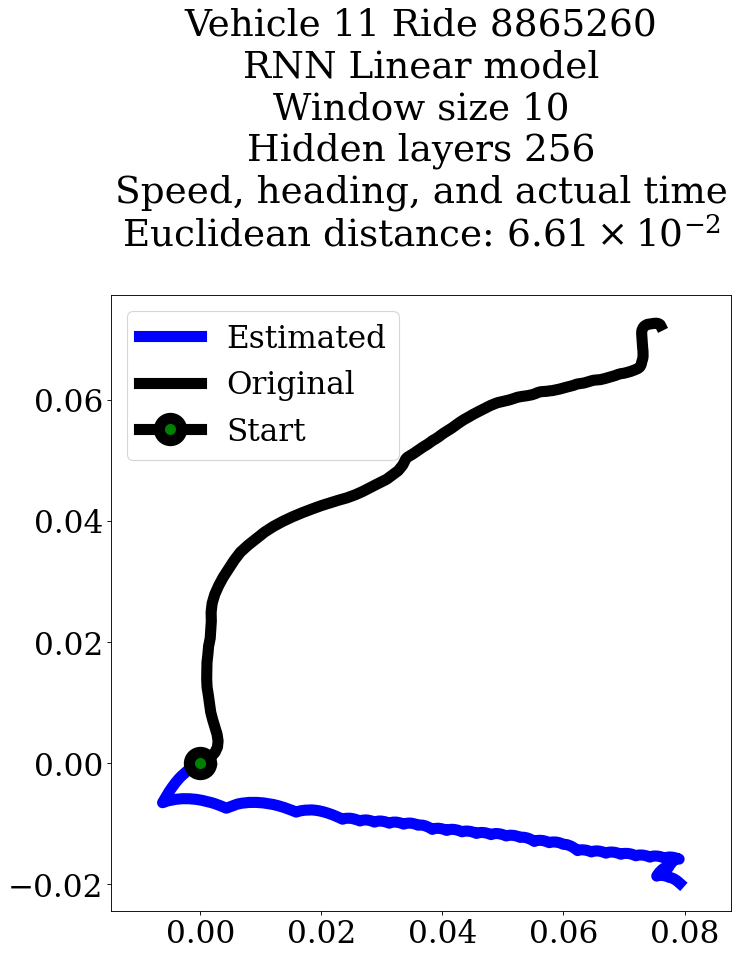 Vehicle 11 Ride 8865260
RNN Linear model
Window size 10
Hidden layers 256
Speed, heading, and actual time
Euclidean distance: 6.61 × 10⁻²
Estimated
Original
Start
0.06
0.04
0.02
0.00
−0.02
0.00 0.02 0.04 0.06 0.08